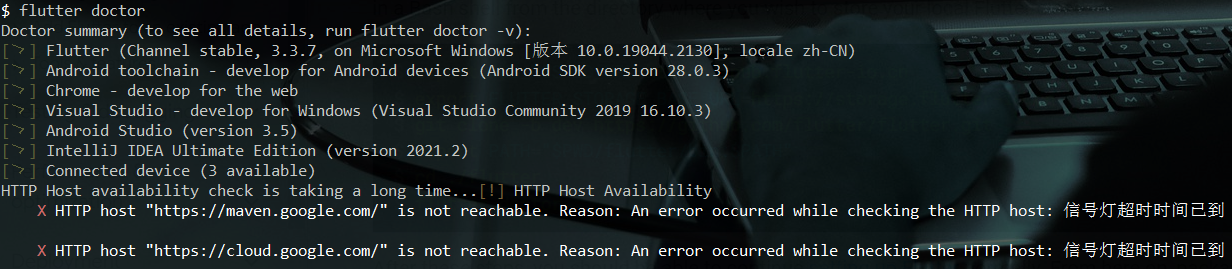 $ flutter doctor
Doctor summary (to see all details, run flutter doctor -v):
[>] Flutter (Channel stable, 3.3.7, on Microsoft Windows [版本 10.0.19044.2130], locale zh-CN)
[>] Android toolchain - develop for Android devices (Android SDK version 28.0.3)
[>] Chrome - develop for the web
[>] Visual Studio - develop for Windows (Visual Studio Community 2019 16.10.3)
[>] Android Studio (version 3.5)
[>] IntelliJ IDEA Ultimate Edition (version 2021.2)
[>] Connected device (3 available)
HTTP Host availability check is taking a long time...[!] HTTP Host Availability
X HTTP host "https://maven.google.com/" is not reachable. Reason: An error occurred while checking the HTTP host: 信号灯超时时间已到
X HTTP host "https://cloud.google.com/" is not reachable. Reason: An error occurred while checking the HTTP host: 信号灯超时时间已到